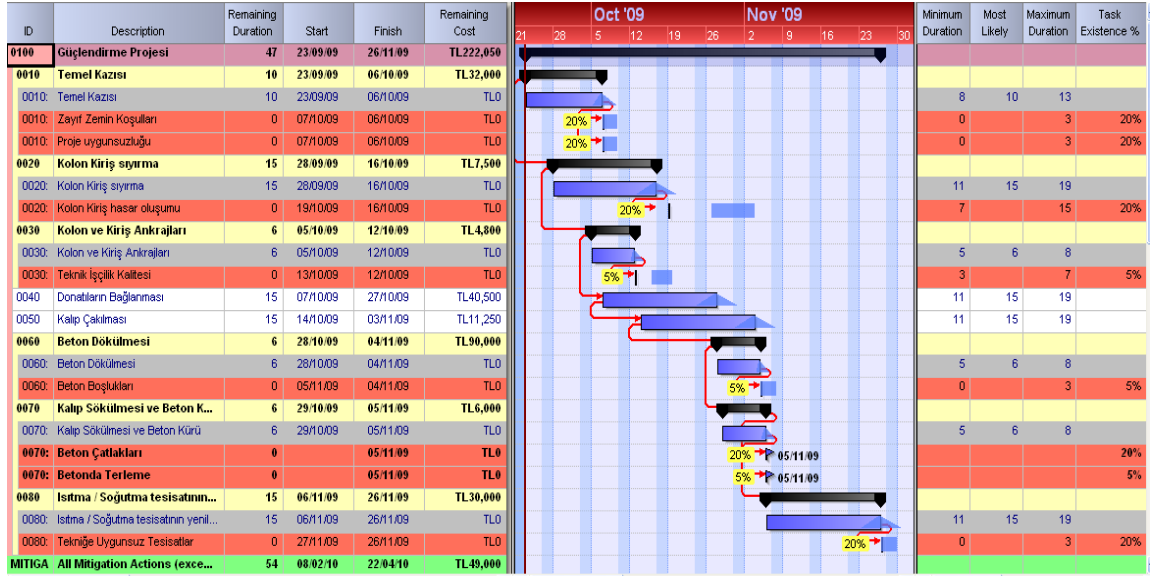 ID Description Remaining Duration Start Finish Remaining Cost Oct '09 Nov '09 Minimum Duration Most Likely Maximum Duration Task Existence %
21 28 5 12 19 26 2 9 16 23 30
0100 Güçlendirme Projesi 47 23/09/09 26/11/09 TL222,050
0010 Temel Kazısı 10 23/09/09 06/10/09 TL32,000
0010: Temel Kazısı 10 23/09/09 06/10/09 TL0 8 10 13
0010: Zayıf Zemin Koşulları 0 07/10/09 06/10/09 TL0 20% 0 3 20%
0010: Proje uygunsuzluğu 0 07/10/09 06/10/09 TL0 20% 0 3 20%
0020 Kolon Kiriş sıyırma 15 28/09/09 16/10/09 TL7,500
0020: Kolon Kiriş sıyırma 15 28/09/09 16/10/09 TL0 11 15 19
0020: Kolon Kiriş hasar oluşumu 0 19/10/09 16/10/09 TL0 20% 7 15 20%
0030 Kolon ve Kiriş Ankrajları 6 05/10/09 12/10/09 TL4,800
0030: Kolon ve Kiriş Ankrajları 6 05/10/09 12/10/09 TL0 5 6 8
0030: Teknik İşçilik Kalitesi 0 13/10/09 12/10/09 TL0 5% 3 7 5%
0040 Donatıların Bağlanması 15 07/10/09 27/10/09 TL40,500 11 15 19
0050 Kalıp Çakılması 15 14/10/09 03/11/09 TL11,250 11 15 19
0060 Beton Dökülmesi 6 28/10/09 04/11/09 TL90,000
0060: Beton Dökülmesi 6 28/10/09 04/11/09 TL0 5 6 8
0060: Beton Boşlukları 0 05/11/09 04/11/09 TL0 5% 0 3 5%
0070 Kalıp Sökülmesi ve Beton K... 6 29/10/09 05/11/09 TL6,000
0070: Kalıp Sökülmesi ve Beton Kürü 6 29/10/09 05/11/09 TL0 5 6 8
0070: Beton Çatlakları 0 05/11/09 TL0 20% 05/11/09 20%
0070: Betonda Terleme 0 05/11/09 TL0 5% 05/11/09 5%
0080 Isıtma / Soğutma tesisatının... 15 06/11/09 26/11/09 TL30,000
0080: Isıtma / Soğutma tesisatının yenil... 15 06/11/09 26/11/09 TL0 11 15 19
0080: Tekniğe Uygunsuz Tesisatlar 0 27/11/09 26/11/09 TL0 20% 0 3 20%
MITIGA All Mitigation Actions (exce... 54 08/02/10 22/04/10 TL49,000